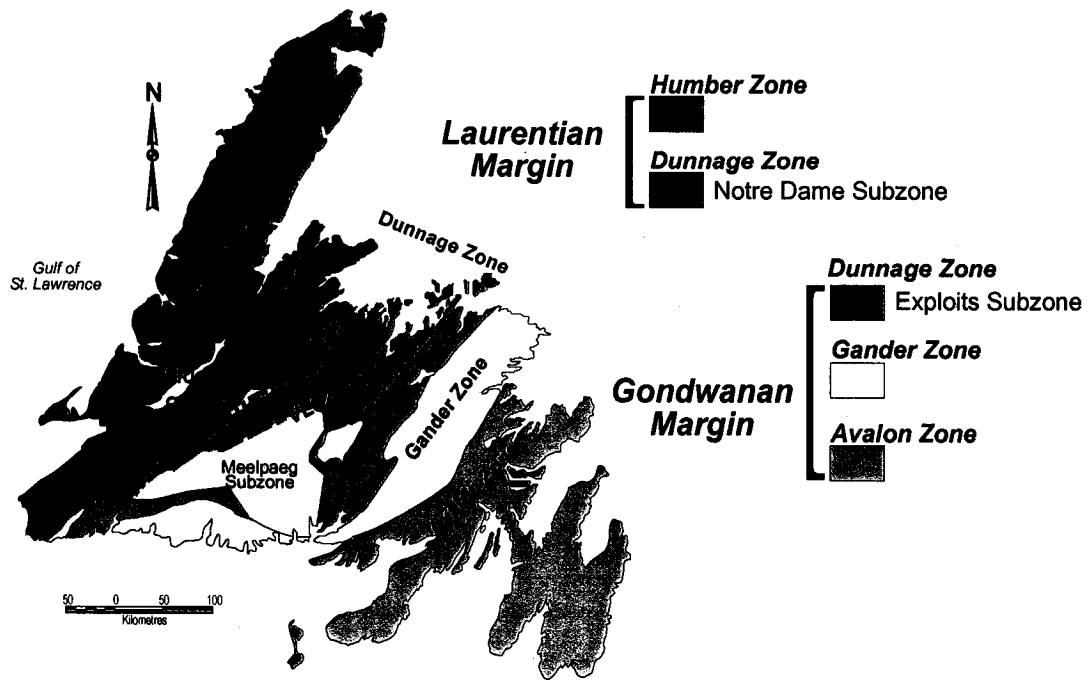 N
Gulf of
St. Lawrence
Dunnage Zone
Gander Zone
Meelpaeg
Subzone
50 0 50 100
Kilometres
Laurentian
Margin
Humber Zone
Dunnage Zone
Notre Dame Subzone
Gondwanan
Margin
Dunnage Zone
Exploits Subzone
Gander Zone
Avalon Zone